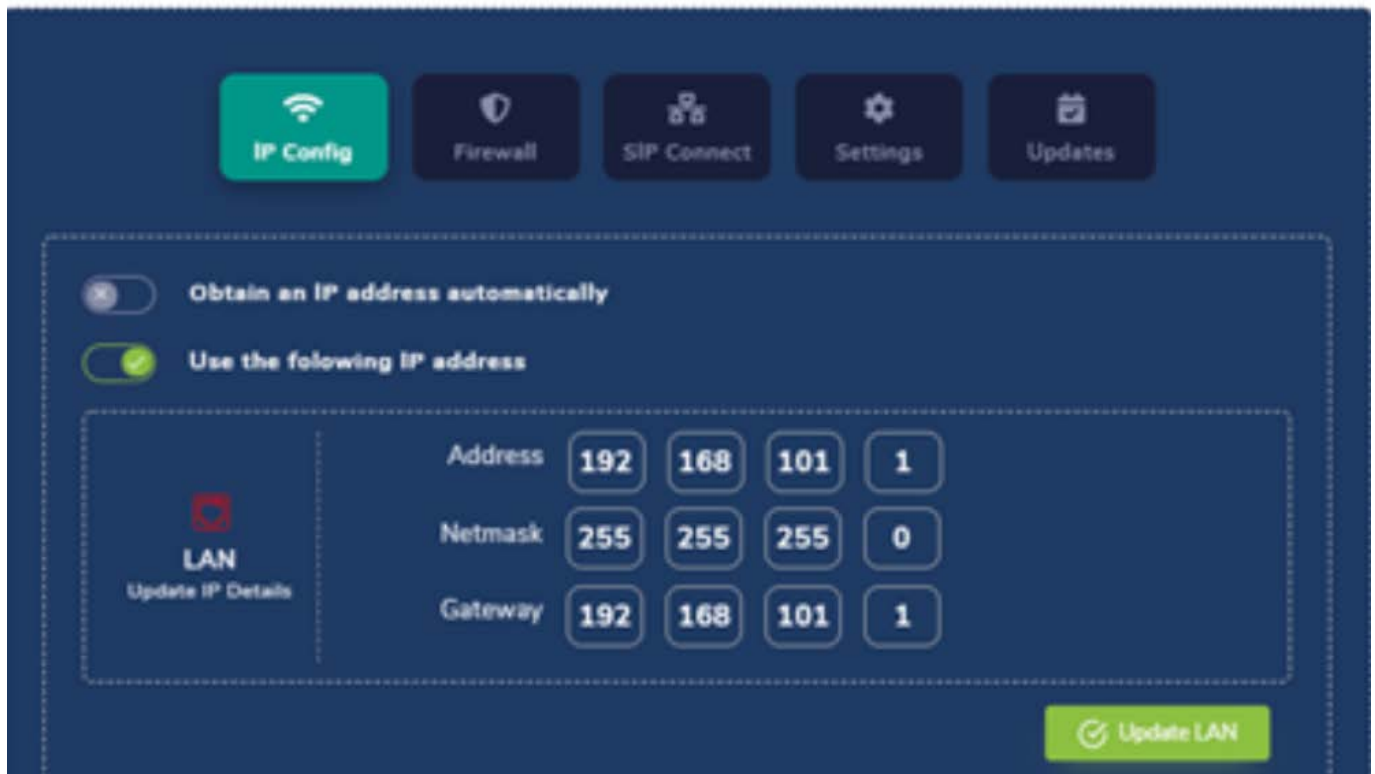 IP Config
Firewall
SIP Connect
Settings
Updates
Obtain an IP address automatically
Use the folowing IP address
LAN
Update IP Details
Address 192 168 101 1
Netmask 255 255 255 0
Gateway 192 168 101 1
Update LAN